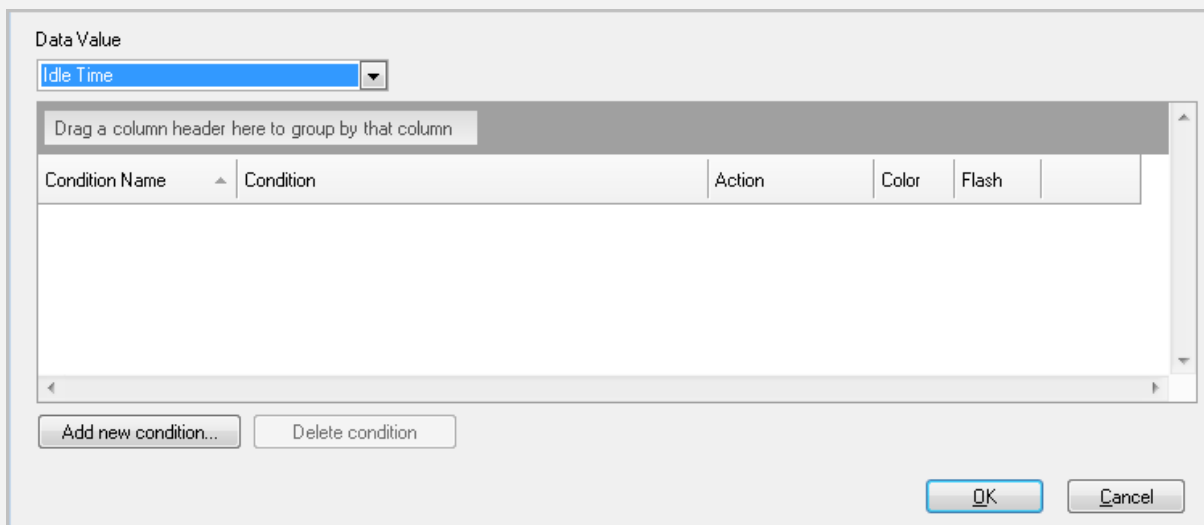 Data Value
Idle Time
Drag a column header here to group by that column
Condition Name Condition Action Color Flash
Add new condition... Delete condition
OK Cancel